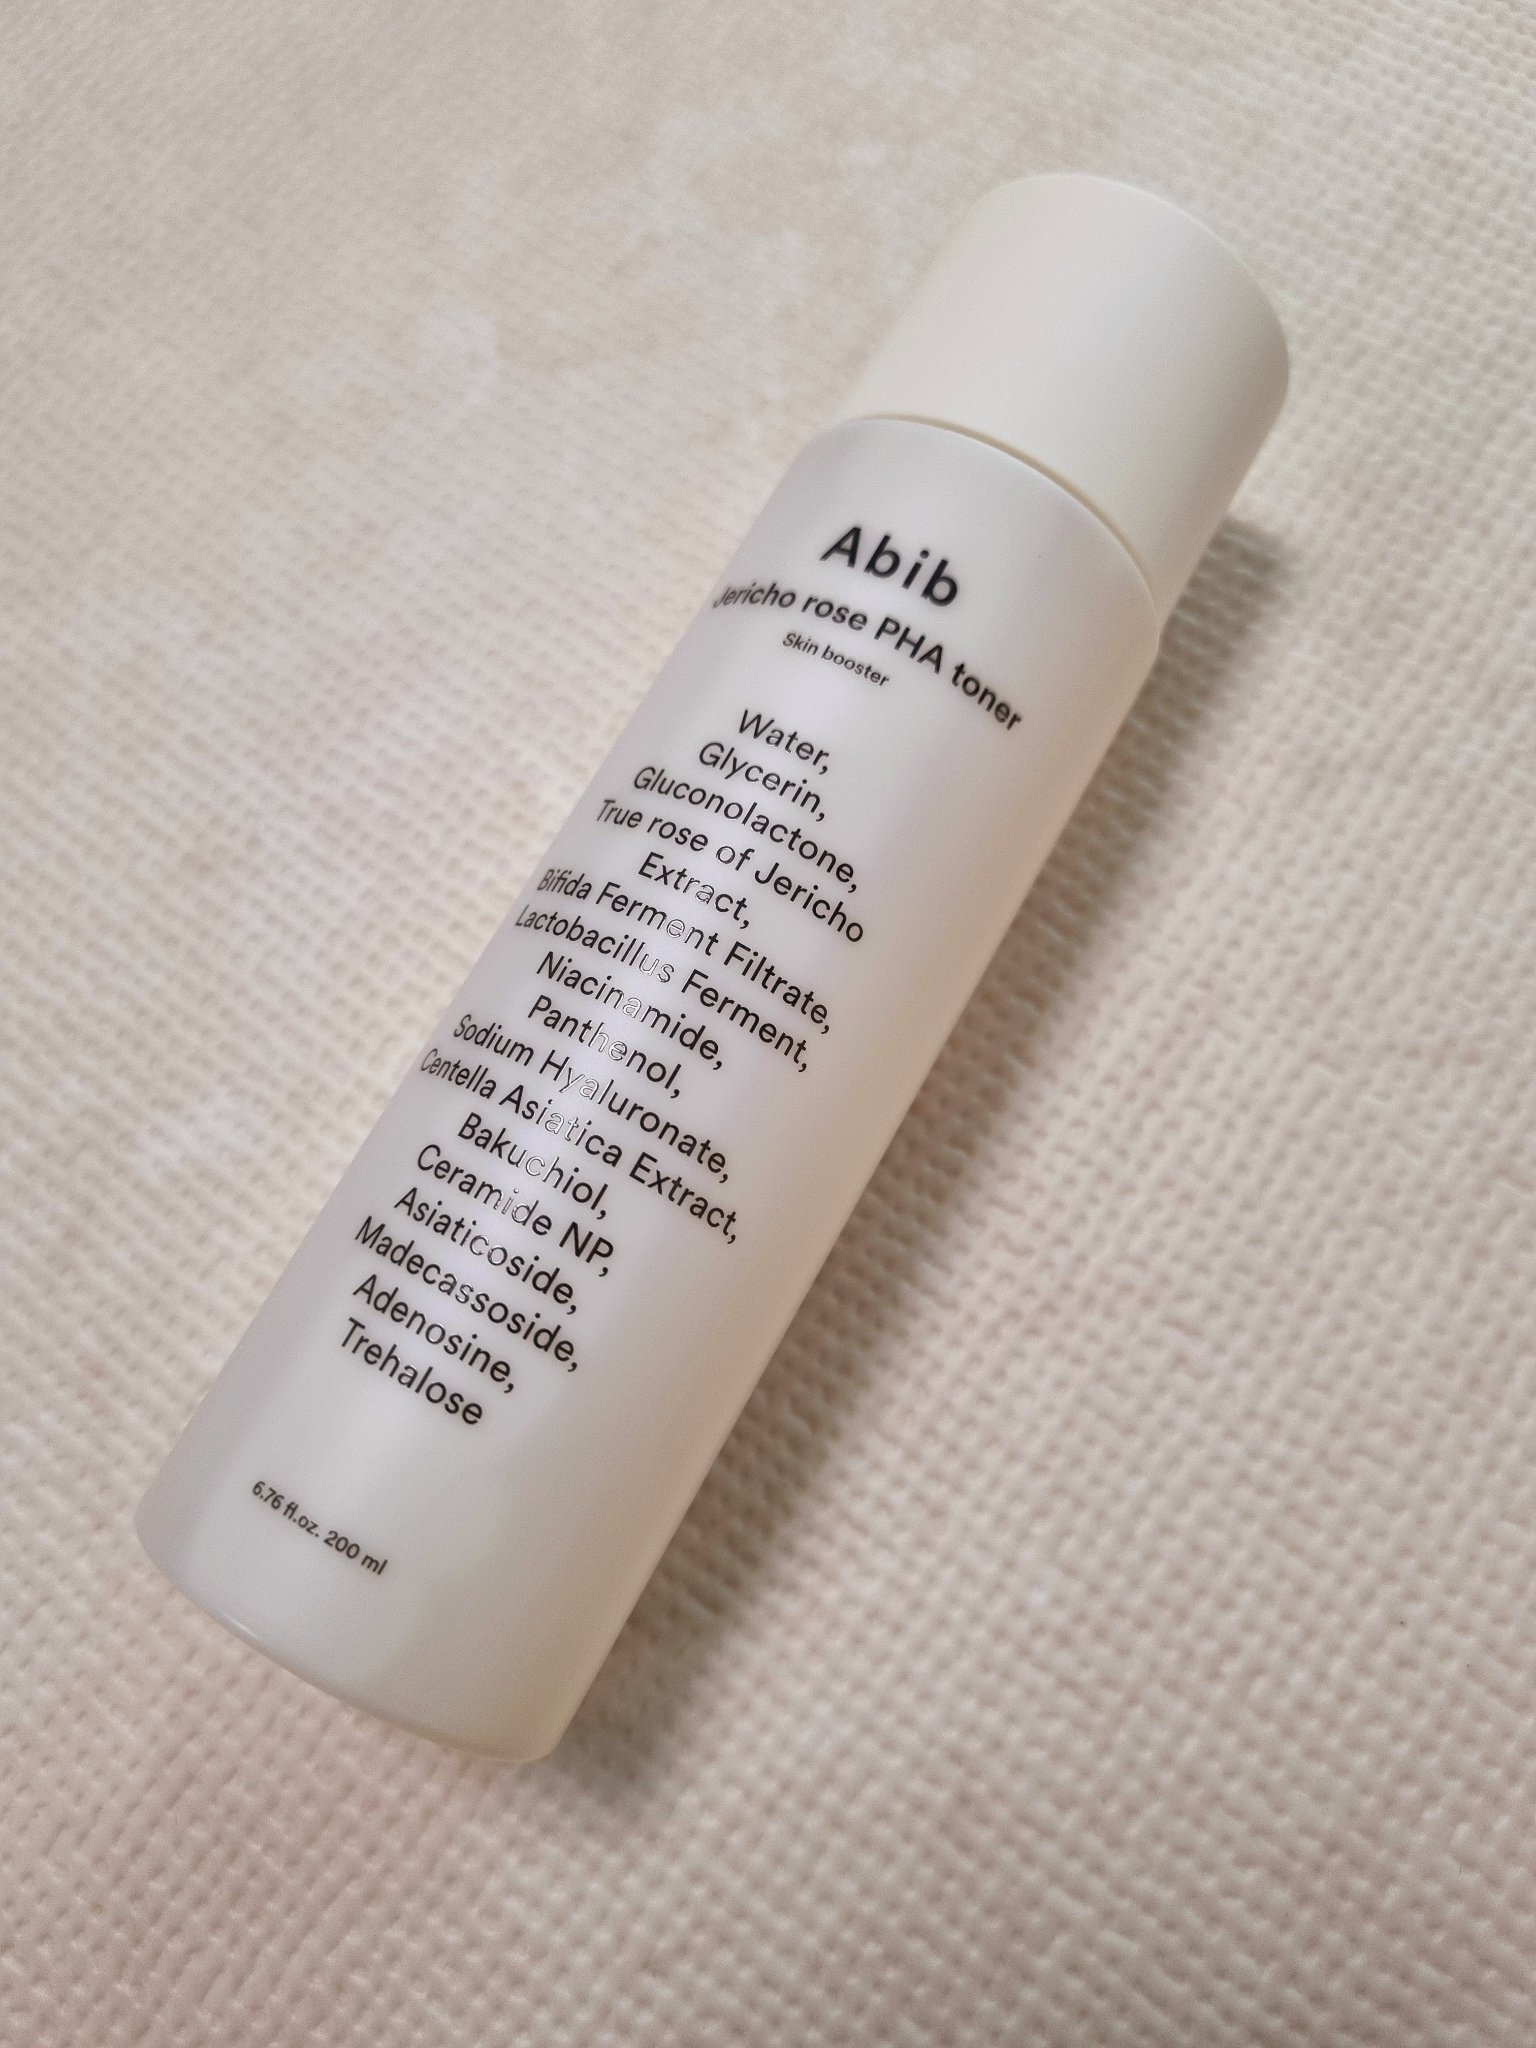 Abib
Jericho rose PHA toner
Skin booster
Water,
Glycerin,
Gluconolactone,
True rose of Jericho
Extract,
Bifida Ferment Filtrate,
Lactobacillus Ferment,
Niacinamide,
Panthenol,
Sodium Hyaluronate,
Centella Asiatica Extract,
Bakuchiol,
Ceramide NP,
Asiaticoside,
Madecassoside,
Adenosine,
Trehalose
6.76 fl.oz. 200 ml